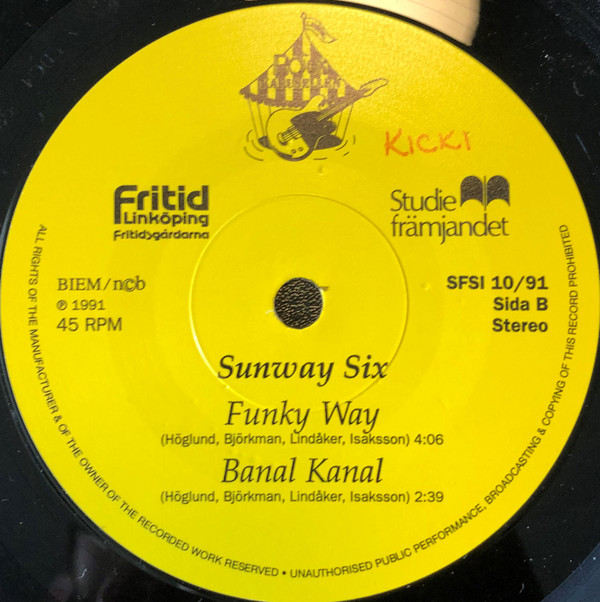 ROCK
KARUSELLEN
KICKI
Fritid
Linköping
Fritidsgårdarna
Studie
främjandet
BIEM/n©b
℗ 1991
45 RPM
SFSI 10/91
Sida B
Stereo
Sunway Six
Funky Way
(Höglund, Björkman, Lindåker, Isaksson) 4:06
Banal Kanal
(Höglund, Björkman, Lindåker, Isaksson) 2:39
ALL RIGHTS OF THE MANUFACTURER & OF THE OWNER OF THE RECORDED WORK RESERVED • UNAUTHORISED PUBLIC PERFORMANCE, BROADCASTING & COPYING OF THIS RECORD PROHIBITED